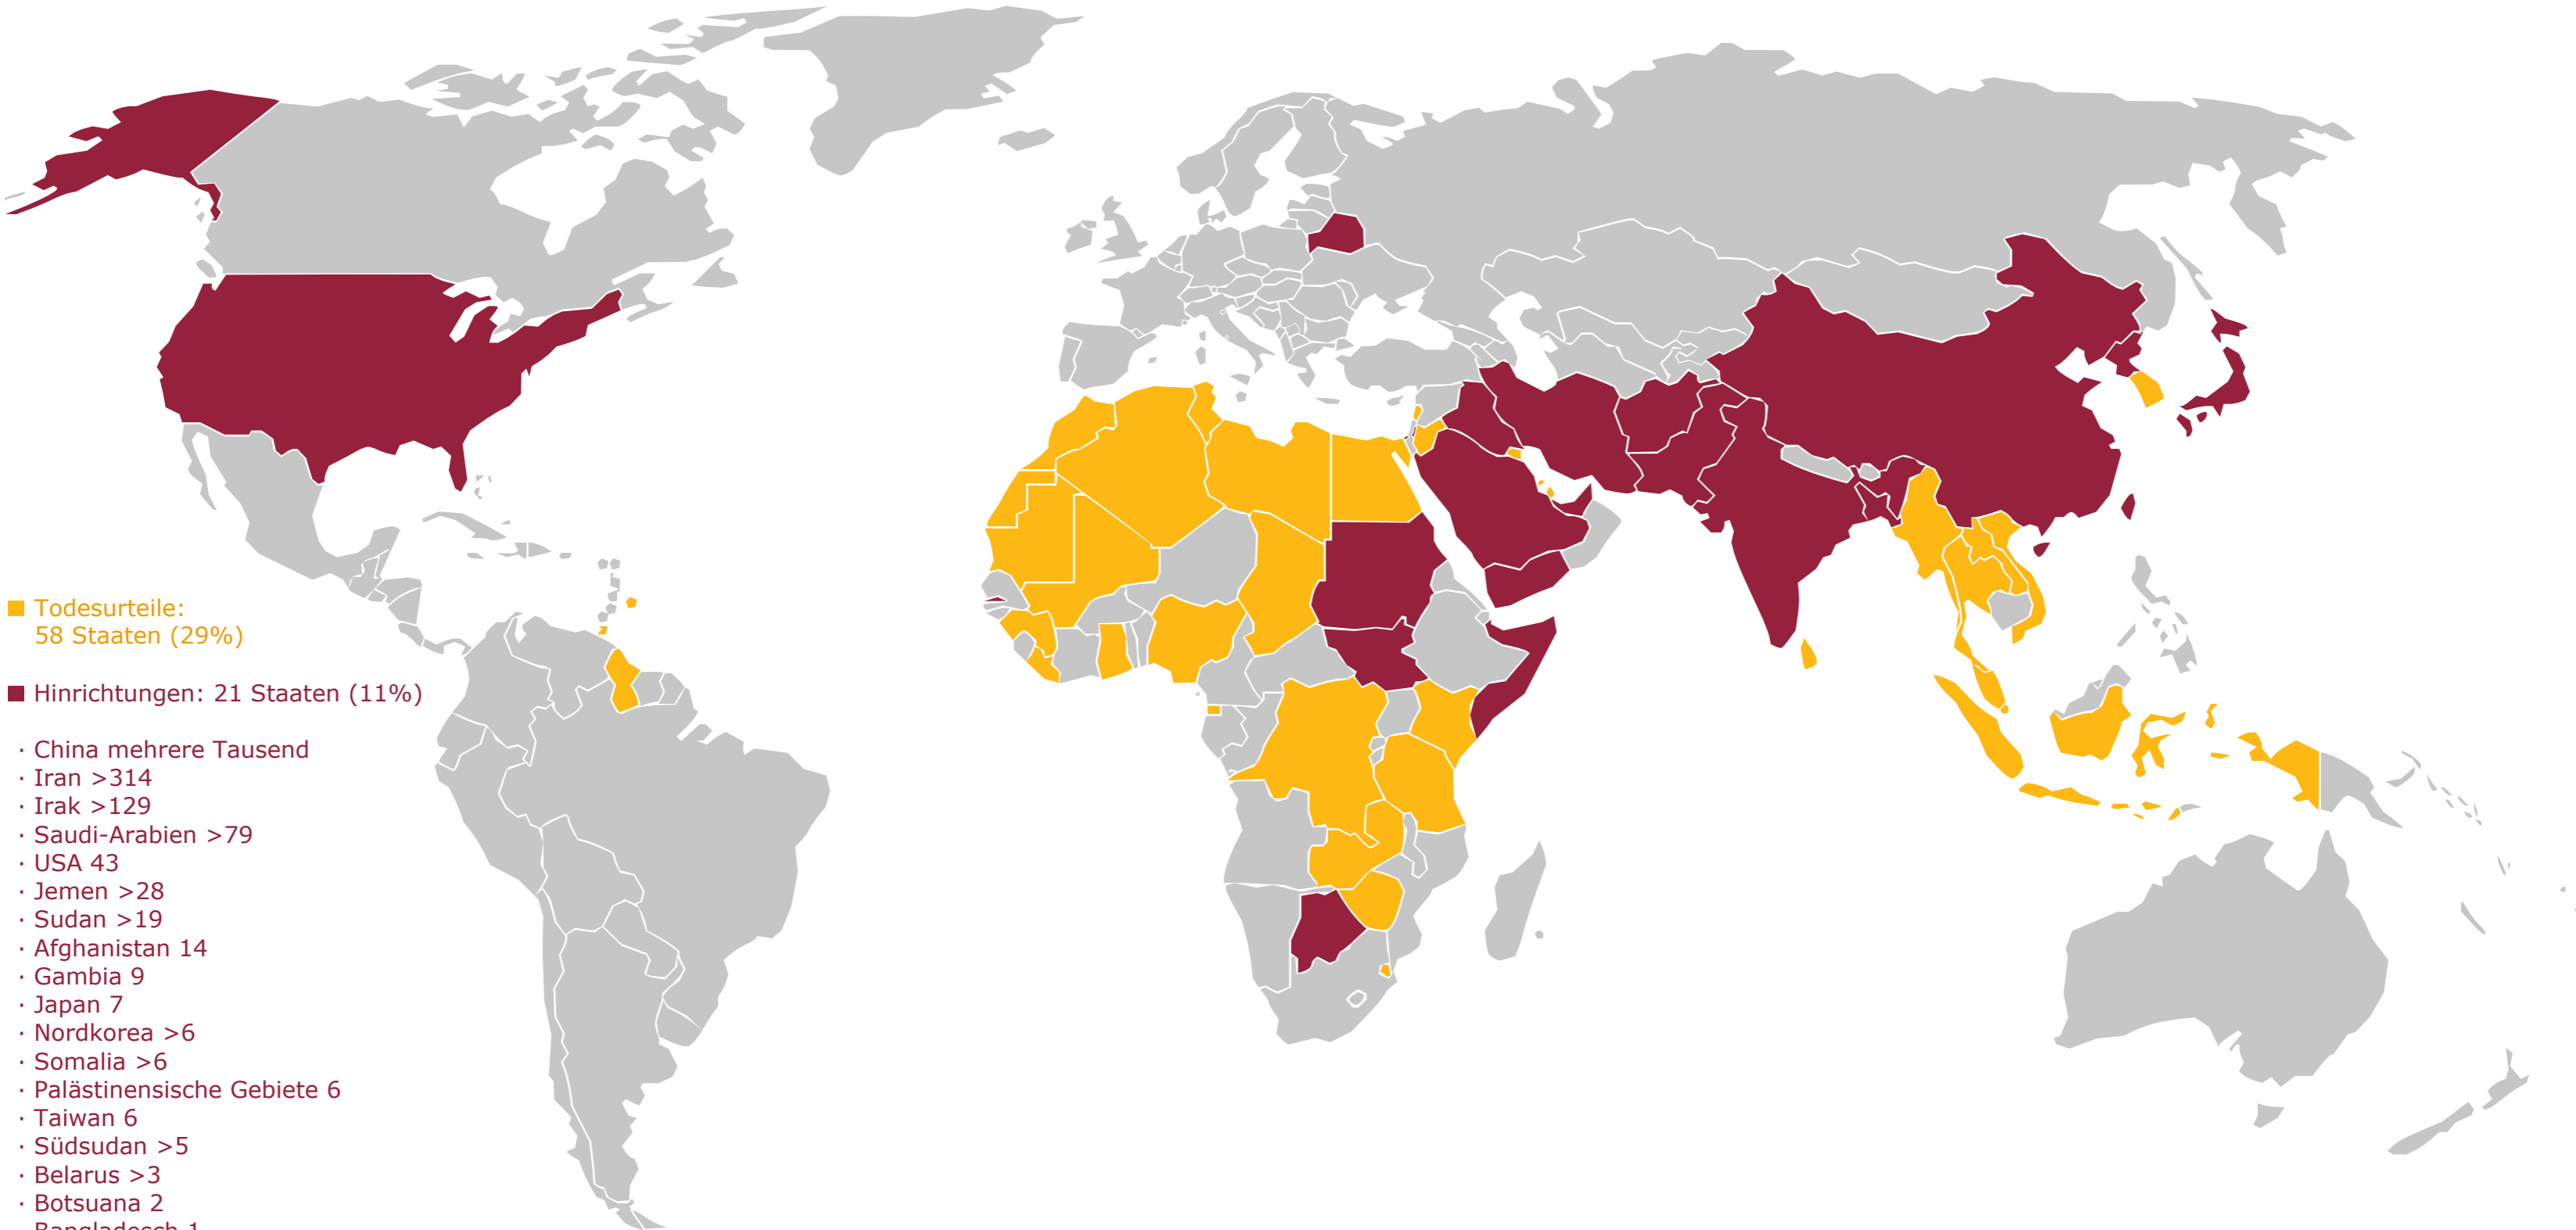 Todesurteile:
58 Staaten (29%)
Hinrichtungen: 21 Staaten (11%)
· China mehrere Tausend
· Iran >314
· Irak >129
· Saudi-Arabien >79
· USA 43
· Jemen >28
· Sudan >19
· Afghanistan 14
· Gambia 9
· Japan 7
· Nordkorea >6
· Somalia >6
· Palästinensische Gebiete 6
· Taiwan 6
· Südsudan >5
· Belarus >3
· Botsuana 2
· Bangladesch 1